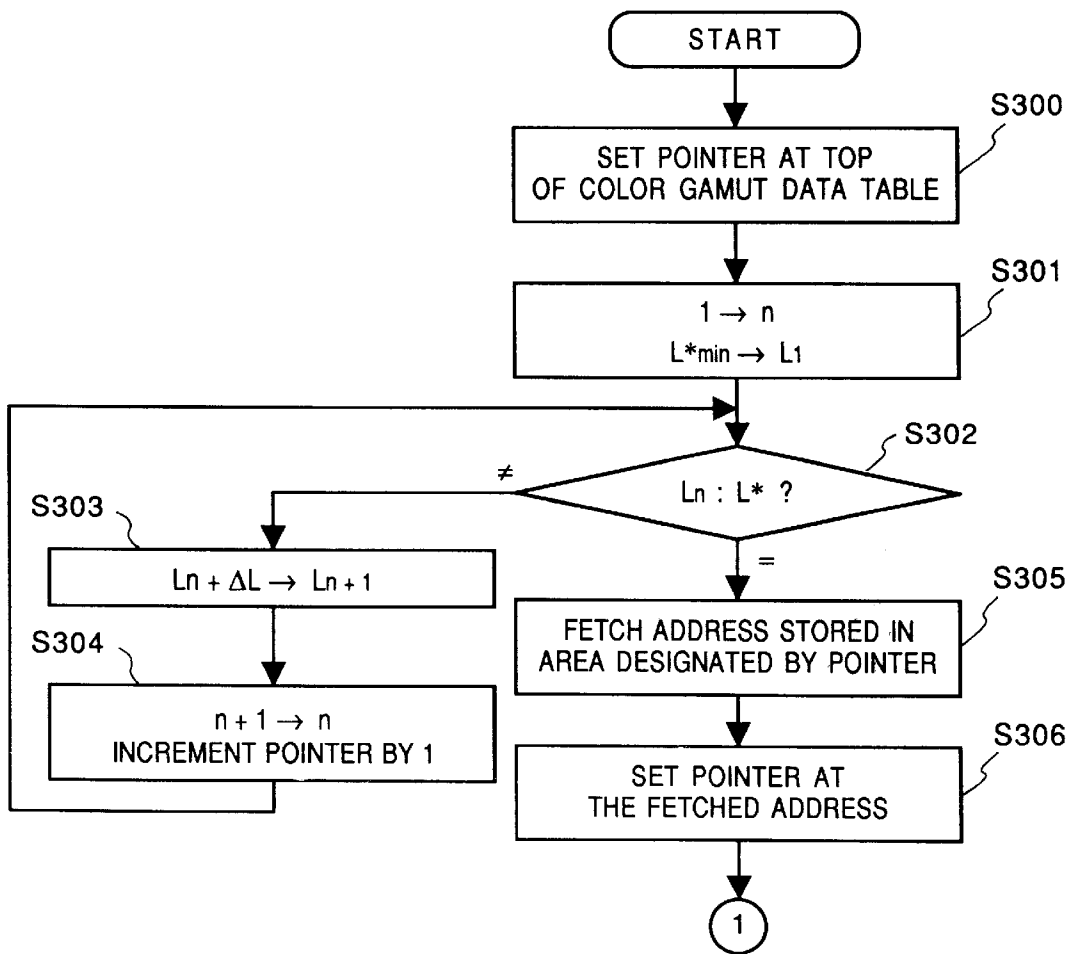 START
S300
SET POINTER AT TOP
OF COLOR GAMUT DATA TABLE
S301
1 → n
L*min → L1
S302
≠
Ln : L* ?
=
S303
Ln + ΔL → Ln + 1
S304
n + 1 → n
INCREMENT POINTER BY 1
S305
FETCH ADDRESS STORED IN
AREA DESIGNATED BY POINTER
S306
SET POINTER AT
THE FETCHED ADDRESS
1